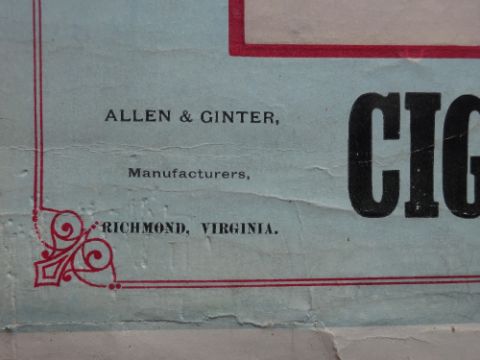 ALLEN & GINTER,
Manufacturers,
RICHMOND, VIRGINIA.
CIG